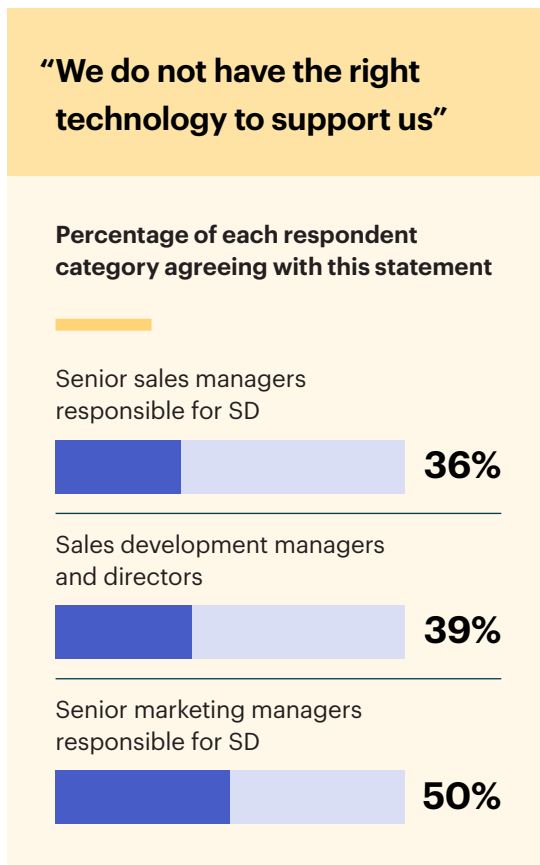 “We do not have the right
technology to support us”
Percentage of each respondent
category agreeing with this statement
Senior sales managers
responsible for SD
36%
Sales development managers
and directors
39%
Senior marketing managers
responsible for SD
50%